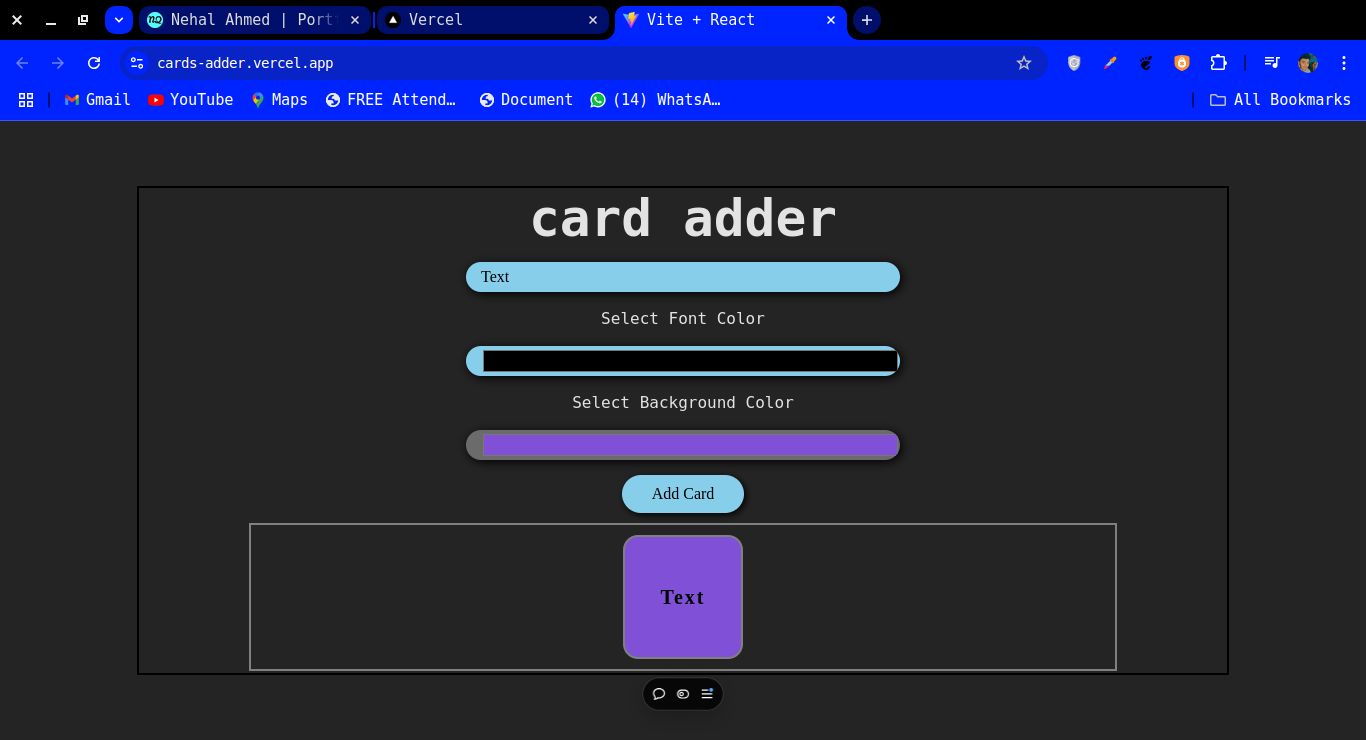 Nehal Ahmed | Port
Vercel
Vite + React
cards-adder.vercel.app
Gmail
YouTube
Maps
FREE Attend…
Document
(14) WhatsA…
All Bookmarks
card adder
Text
Select Font Color
Select Background Color
Add Card
Text